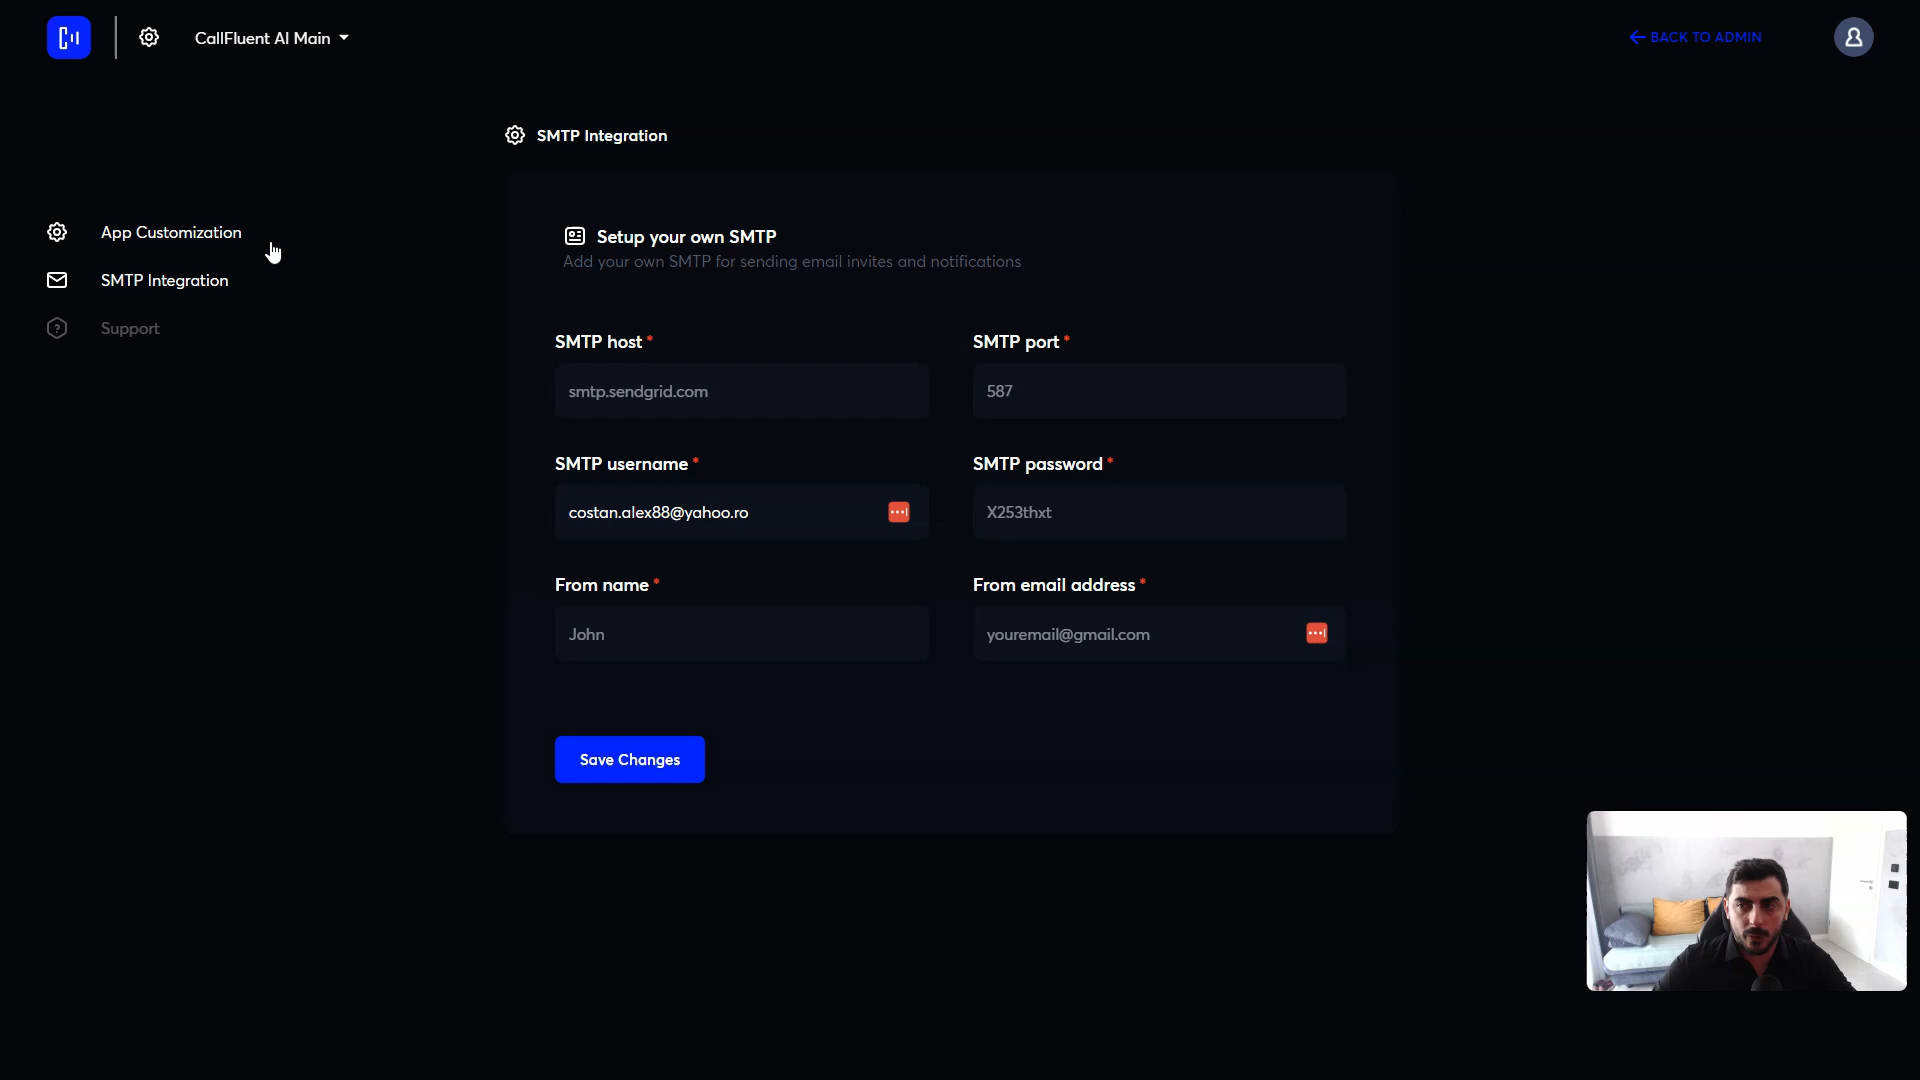 CallFluent AI Main
BACK TO ADMIN
SMTP Integration
App Customization
SMTP Integration
Support
Setup your own SMTP
Add your own SMTP for sending email invites and notifications
SMTP host *
SMTP port *
smtp.sendgrid.com
587
SMTP username *
SMTP password *
costan.alex88@yahoo.ro
X253thxt
From name *
From email address *
John
youremail@gmail.com
Save Changes